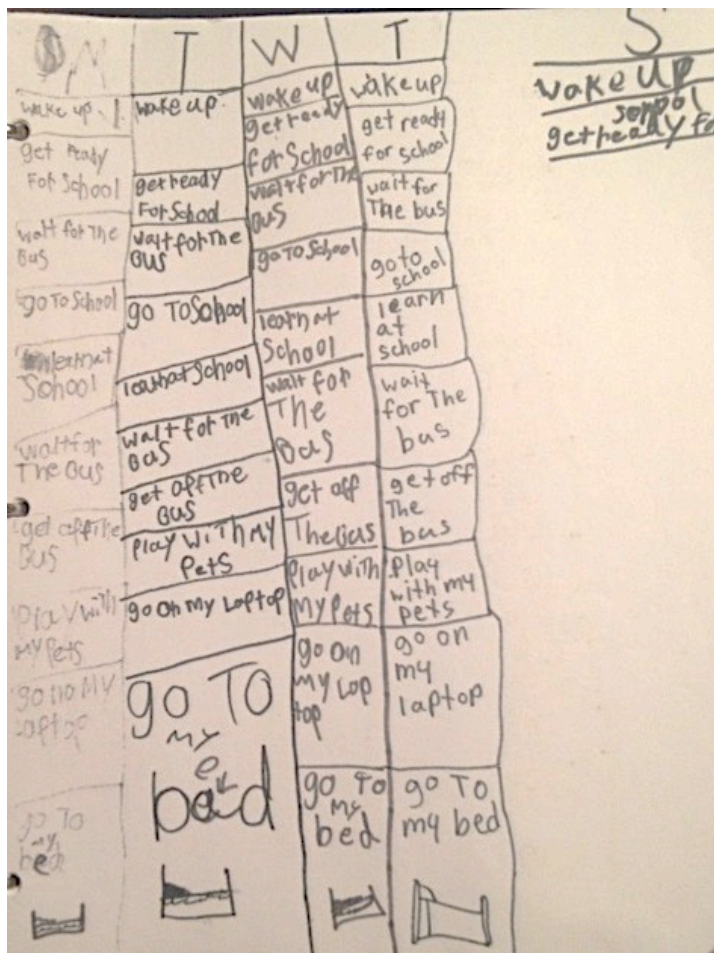 M
wake up
get ready
For School
wait for The
Bus
go To School
learn at
School
wait for
The Bus
get off The
Bus
Play with
My Pets
go no My
Laptop
go To
my
bed
T
wake up
get ready
For School
wait for The
Bus
go To School
learn at School
wait for the
Bus
get off The
Bus
Play with My
Pets
go on my Laptop
go To
my
e
bed
W
wake up
get ready
for School
wait for The
Bus
go To School
learn at
School
wait for
The
Bus
get off
The Bus
Play with
My Pets
go on
my Lap
top
go To
my
bed
T
wake up
get ready
for school
wait for
The bus
go to
school
learn
at
school
wait
for The
bus
get off
The
bus
Play
with my
pets
go on
my
laptop
go To
my bed
S
wake up
school
get ready fo